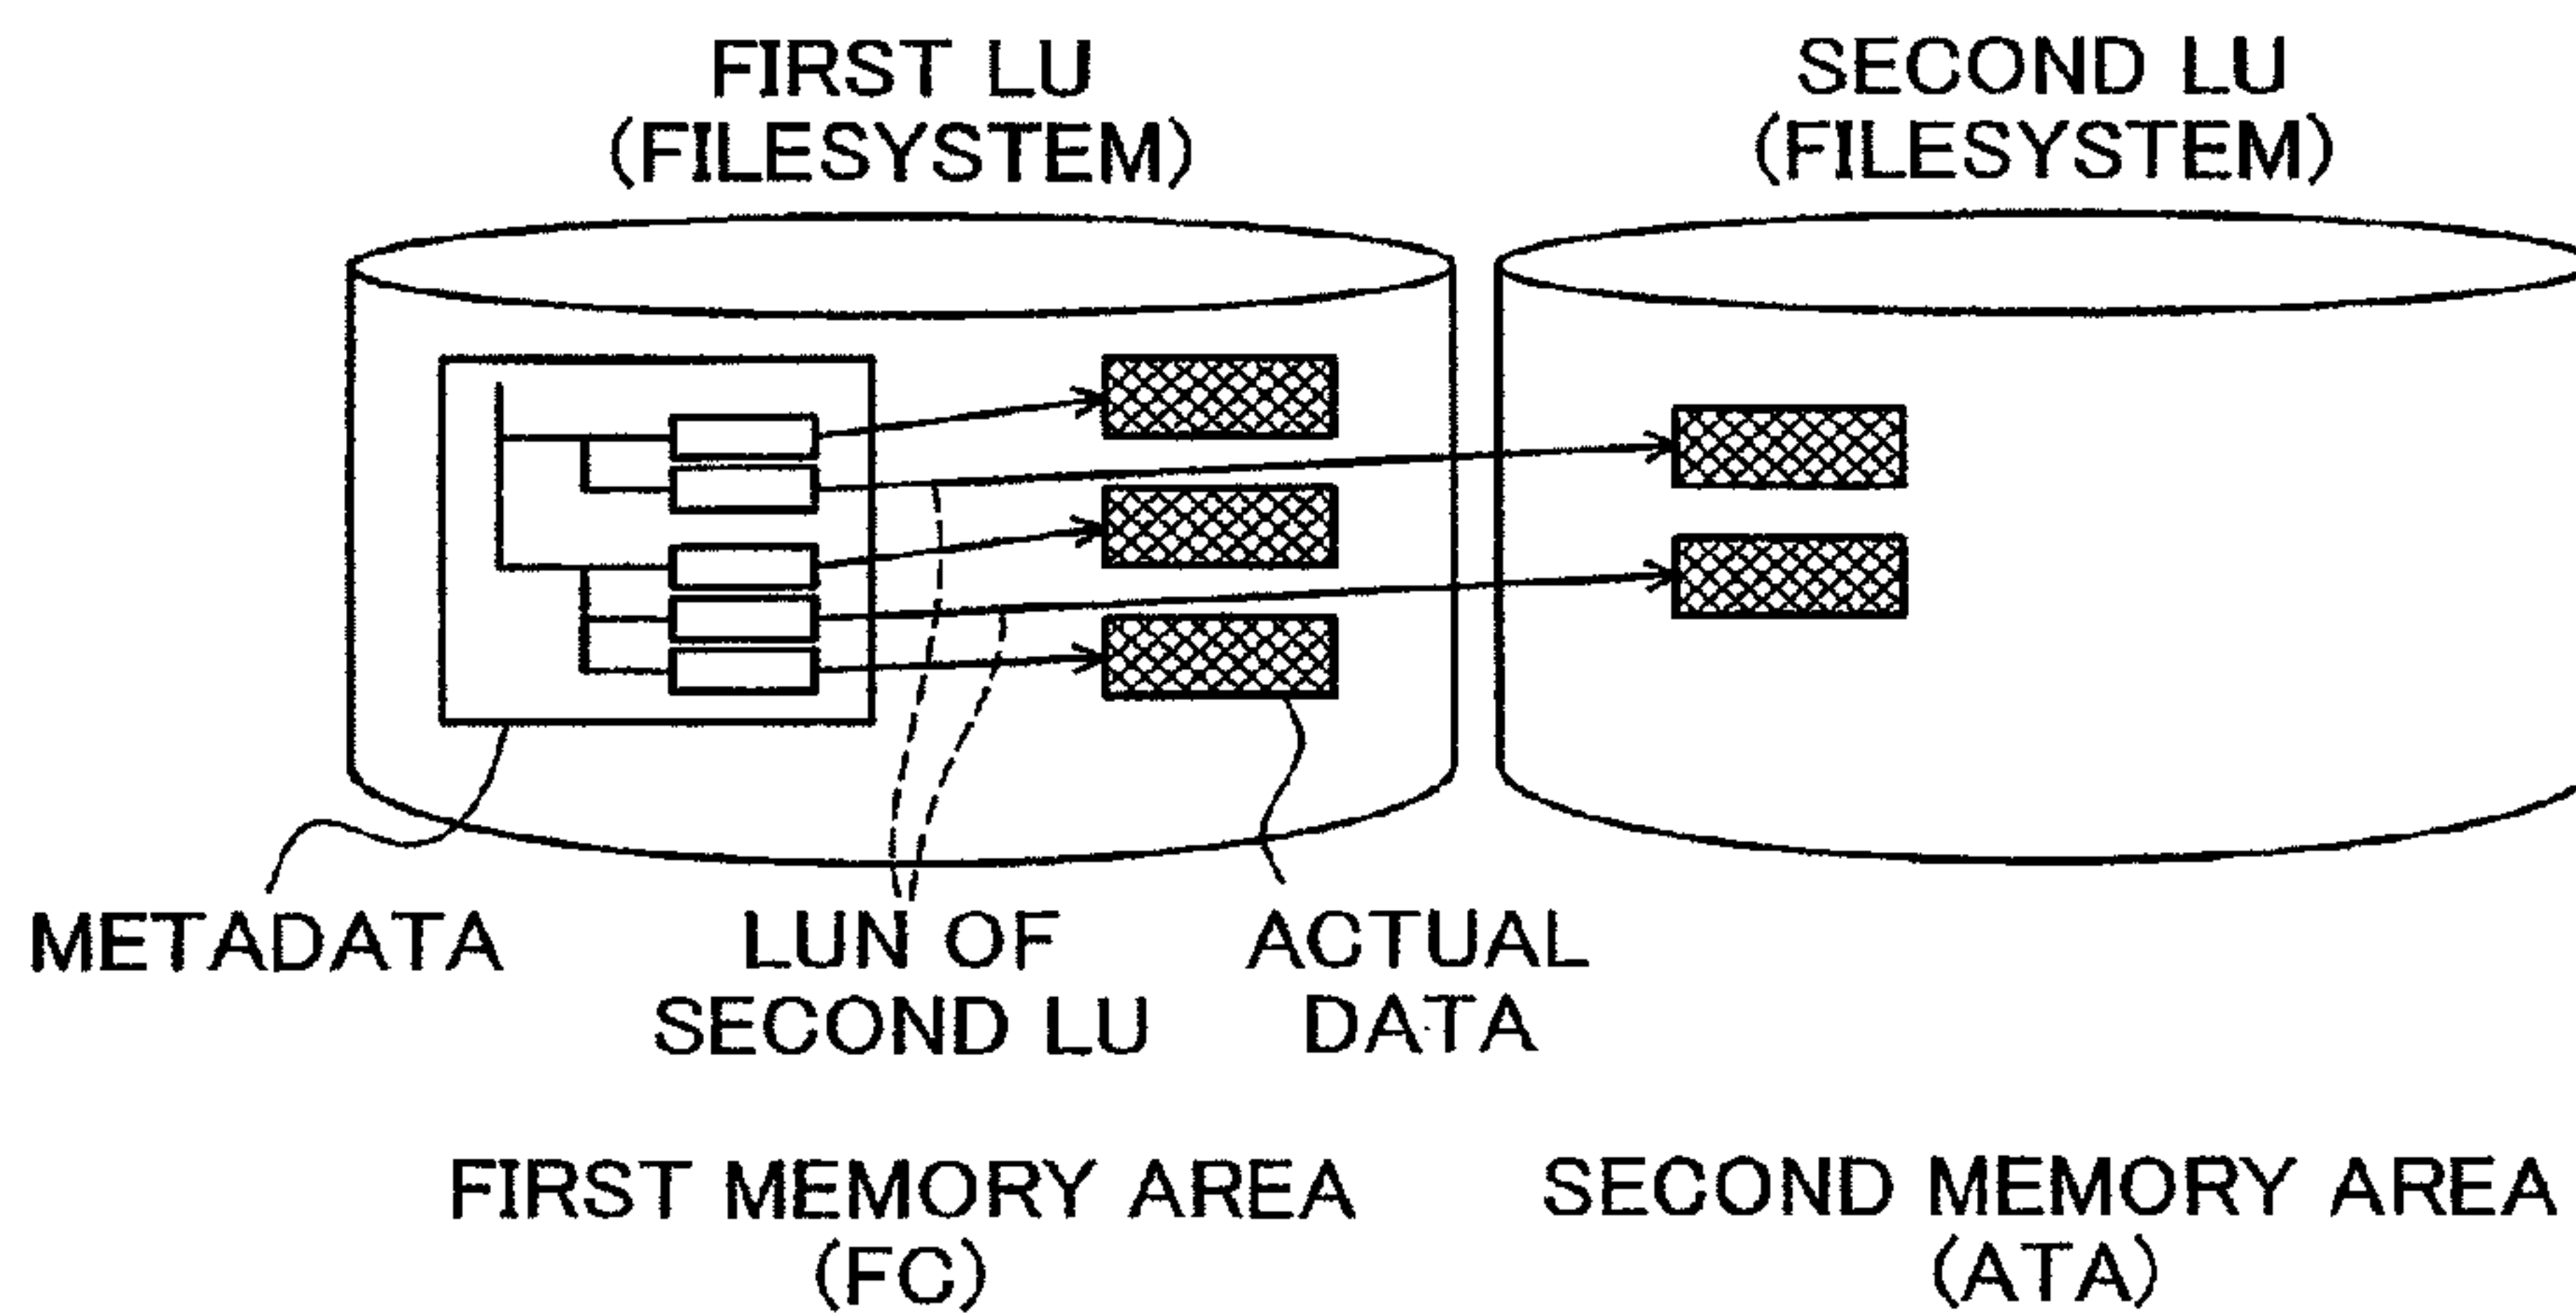 FIRST LU
(FILESYSTEM)
SECOND LU
(FILESYSTEM)
METADATA
LUN OF
SECOND LU
ACTUAL
DATA
FIRST MEMORY AREA
(FC)
SECOND MEMORY AREA
(ATA)